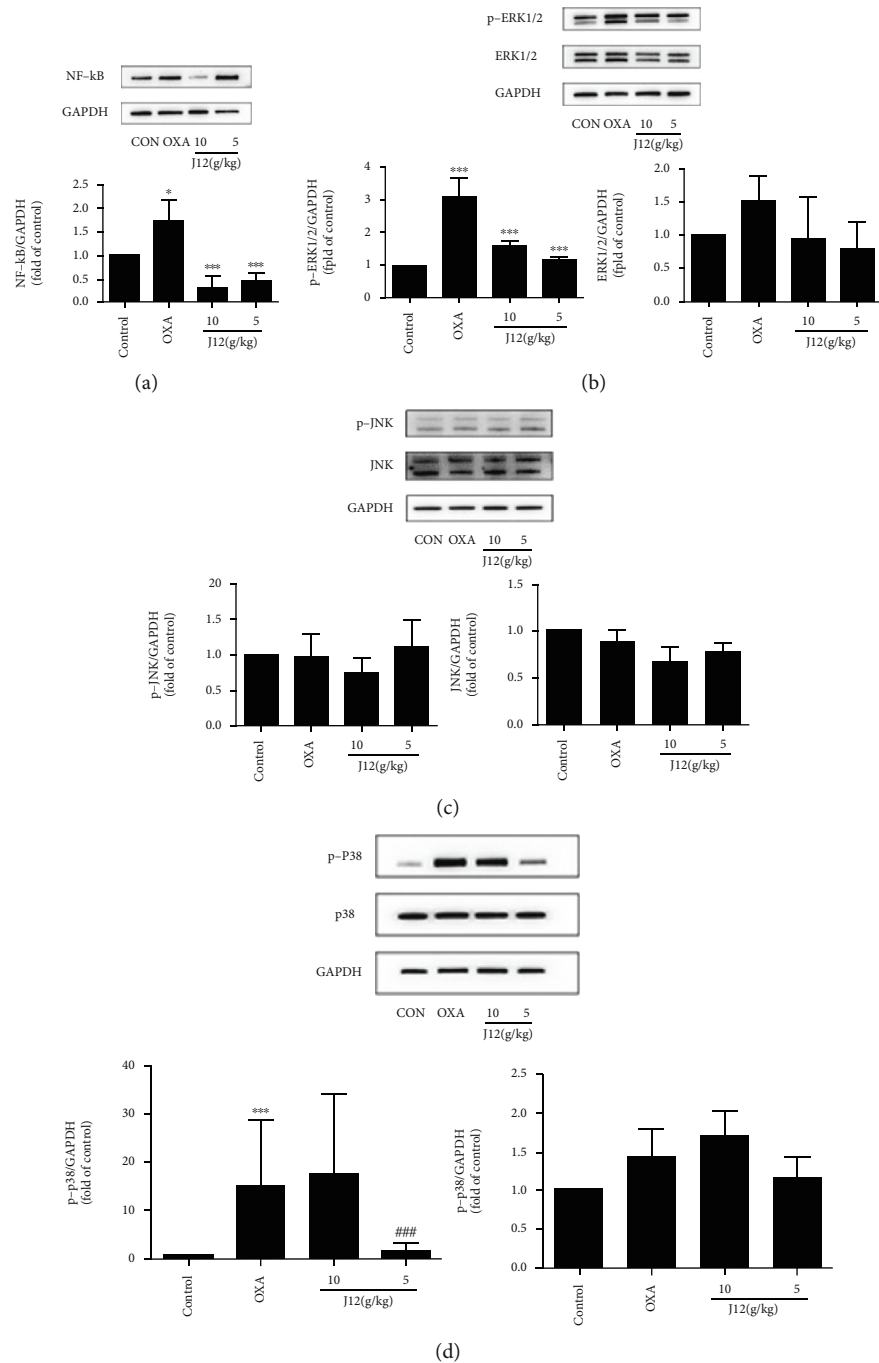 NF-kB
GAPDH
CON OXA 10 5
J12(g/kg)
NF-kB/GAPDH
(fold of control)
2.5
2.0
1.5
1.0
0.5
0.0
*
***
***
Control
OXA
10
5
J12(g/kg)
(a)
p-ERK1/2
ERK1/2
GAPDH
CON OXA 10 5
J12(g/kg)
p-ERK1/2/GAPDH
(fpld of control)
4
3
2
1
0
***
***
***
Control
OXA
10
5
J12(g/kg)
ERK1/2/GAPDH
(fpld of control)
2.0
1.5
1.0
0.5
0.0
Control
OXA
10
5
J12(g/kg)
(b)
p-JNK
JNK
GAPDH
CON OXA 10 5
J12(g/kg)
p-JNK/GAPDH
(fold of control)
20
1.5
1.0
0.5
0.0
Control
OXA
10
5
J12(g/kg)
JNK/GAPDH
(fold of control)
1.5
1.0
0.5
0.0
Control
OXA
10
5
J12(g/kg)
(c)
p-P38
p38
GAPDH
CON OXA 10 5
J12(g/kg)
p-p38/GAPDH
(fold of control)
40
30
20
10
0
***
###
Control
OXA
10
5
J12(g/kg)
p-p38/GAPDH
(fold of control)
2.5
2.0
1.5
1.0
0.5
0.0
Control
OXA
10
5
J12(g/kg)
(d)